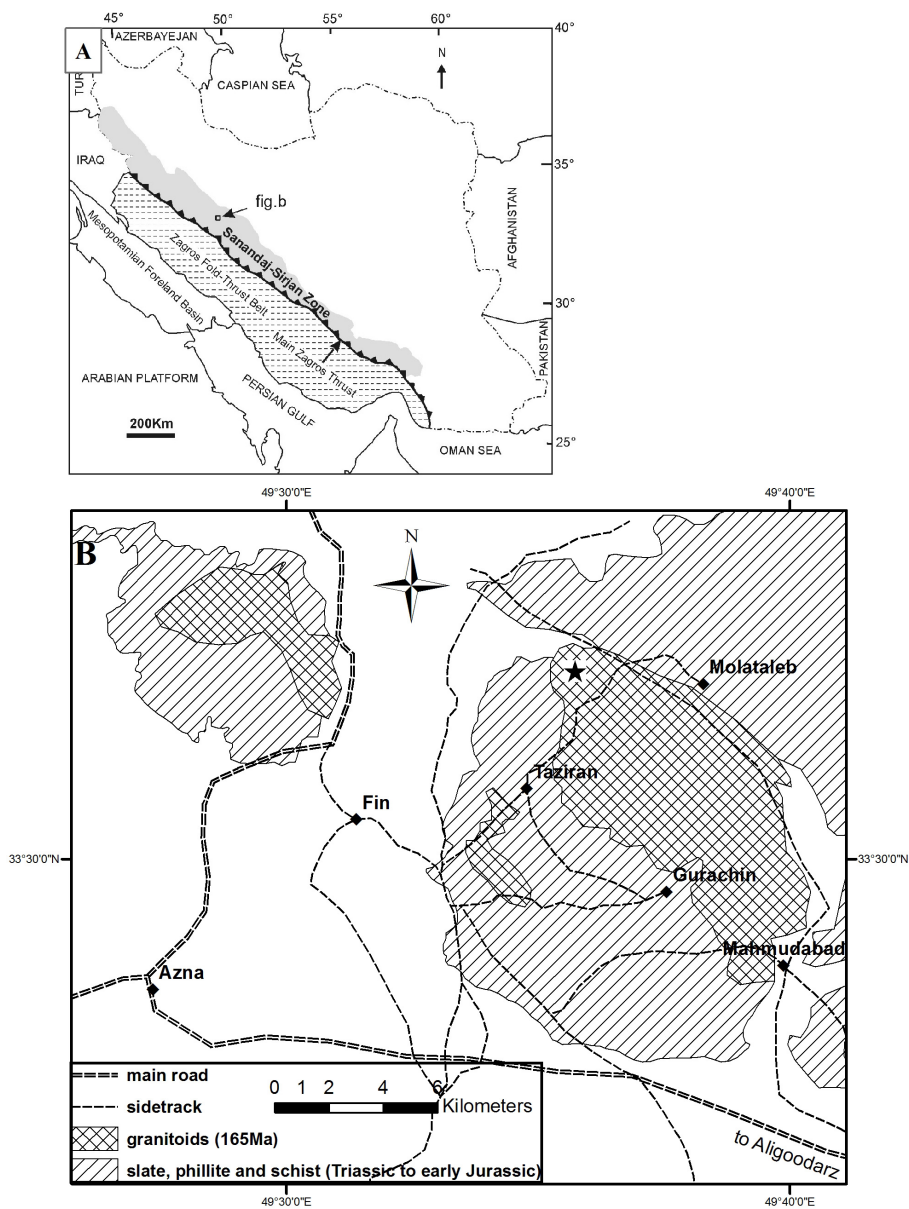 45° 50° 55° 60°
40°
A
AZERBAYEJAN
N
TUR
CASPIAN SEA
IRAQ
35°
fig.b
AFGHANISTAN
Sanandaj-Sirjan Zone
Zagros Fold-Thrust Belt
Mesopotamian Foreland Basin
30°
Main Zagros Thrust
PAKISTAN
ARABIAN PLATFORM
PERSIAN GULF
200Km
OMAN SEA
25°
49°30'0"E 49°40'0"E
B
N
Molataleb
Taziran
Fin
33°30'0"N 33°30'0"N
Gurachin
Mahmudabad
Azna
main road
0 1 2 4 6
Kilometers
sidetrack
granitoids (165Ma)
slate, phillite and schist (Triassic to early Jurassic)
to Aligoodarz
49°30'0"E 49°40'0"E